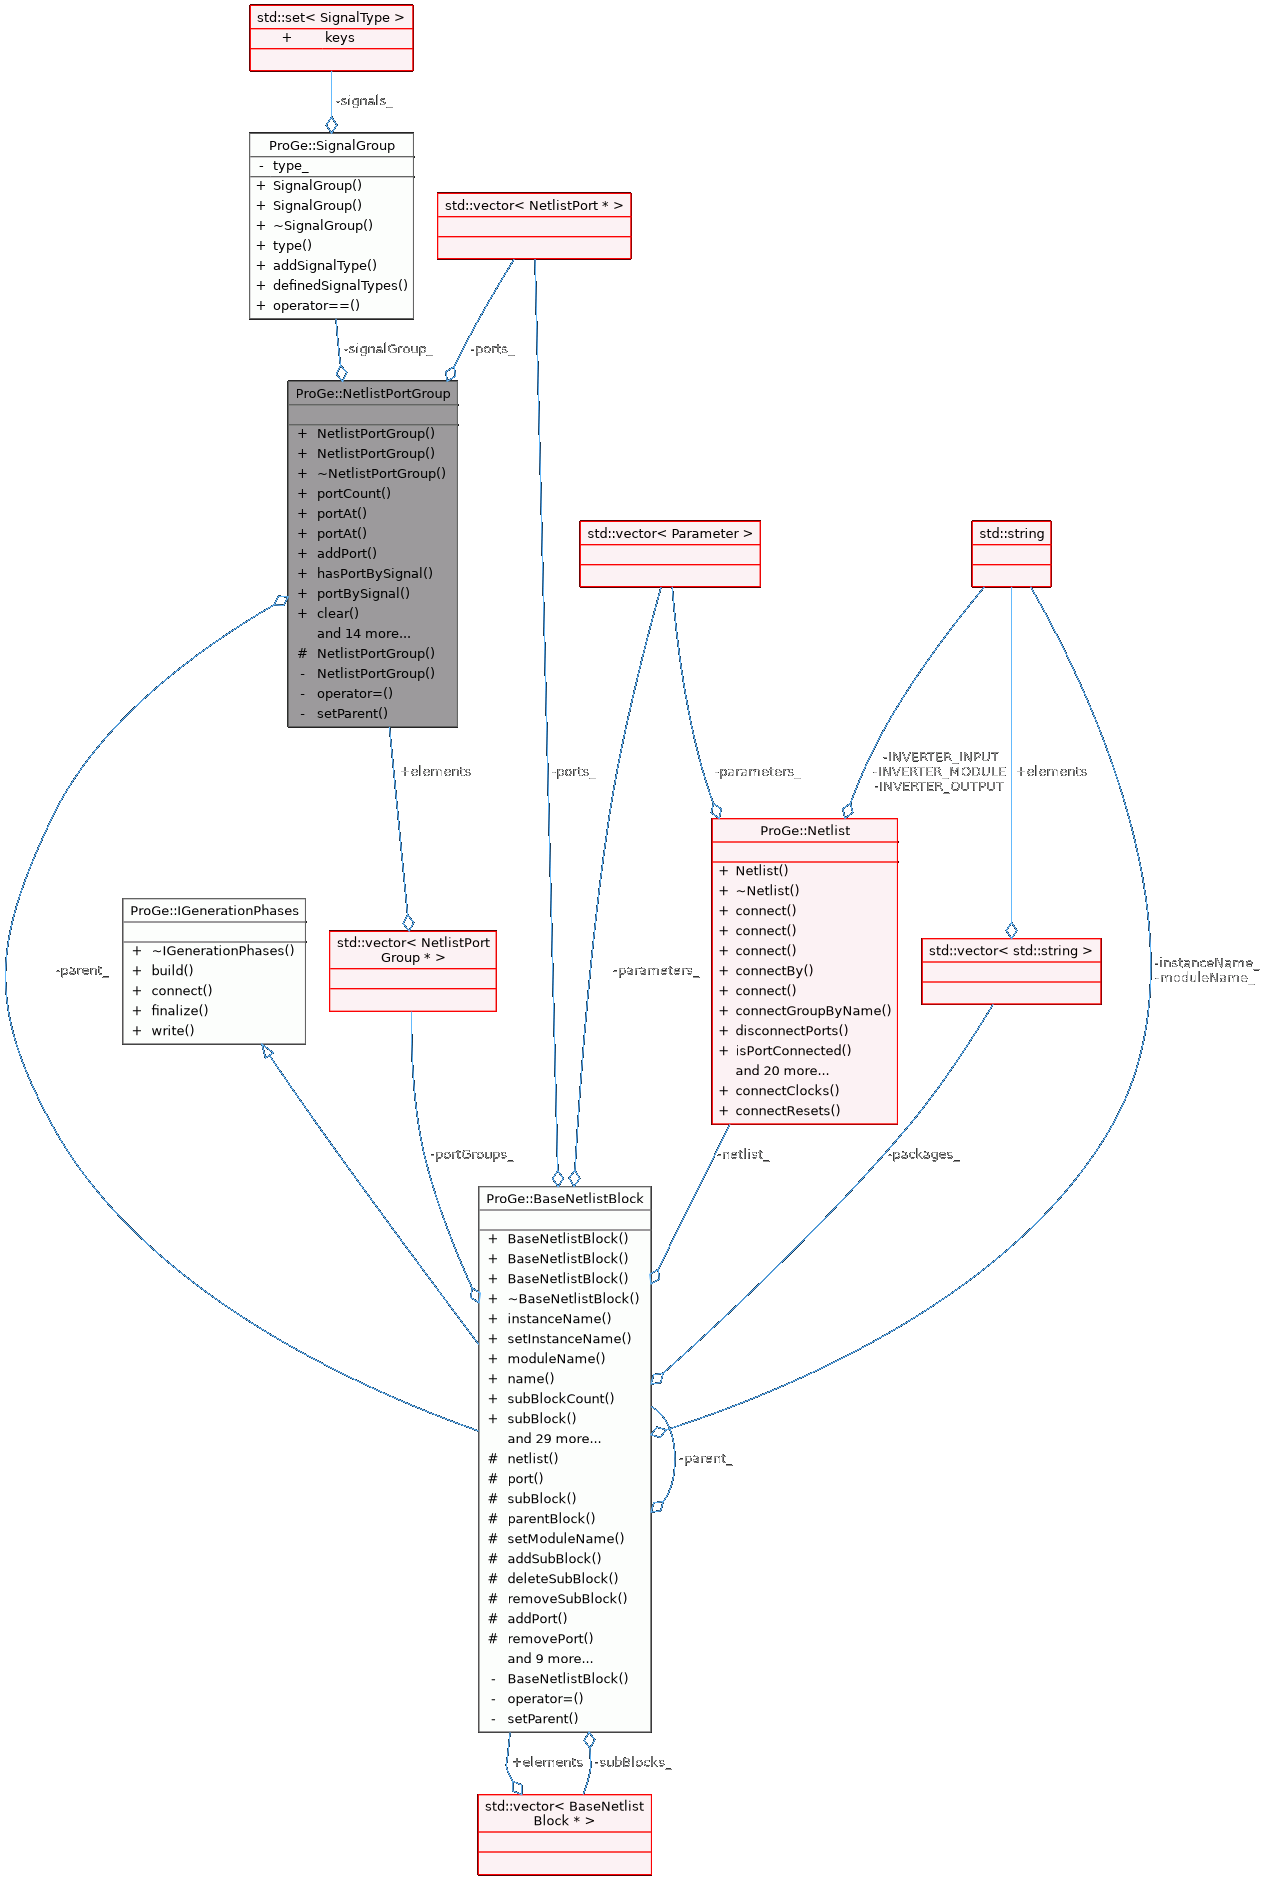 std::set< SignalType >
+ keys
-signals_
ProGe::SignalGroup
- type_
+ SignalGroup()
+ SignalGroup()
+ ~SignalGroup()
+ type()
+ addSignalType()
+ definedSignalTypes()
+ operator==()
std::vector< NetlistPort * >
-signalGroup_
-ports_
ProGe::NetlistPortGroup
+ NetlistPortGroup()
+ NetlistPortGroup()
+ ~NetlistPortGroup()
+ portCount()
+ portAt()
+ portAt()
+ addPort()
+ hasPortBySignal()
+ portBySignal()
+ clear()
and 14 more...
# NetlistPortGroup()
- NetlistPortGroup()
- operator=()
- setParent()
std::vector< Parameter >
std::string
+elements
-ports_
-parameters_
-INVERTER_INPUT
-INVERTER_MODULE
-INVERTER_OUTPUT
+elements
ProGe::Netlist
+ Netlist()
+ ~Netlist()
+ connect()
+ connect()
+ connect()
+ connectBy()
+ connect()
+ connectGroupByName()
+ disconnectPorts()
+ isPortConnected()
and 20 more...
+ connectClocks()
+ connectResets()
-parent_
ProGe::IGenerationPhases
+ ~IGenerationPhases()
+ build()
+ connect()
+ finalize()
+ write()
std::vector< NetlistPort
Group * >
-parameters_
std::vector< std::string >
-instanceName_
-moduleName_
-portGroups_
-netlist_
-packages_
ProGe::BaseNetlistBlock
+ BaseNetlistBlock()
+ BaseNetlistBlock()
+ BaseNetlistBlock()
+ ~BaseNetlistBlock()
+ instanceName()
+ setInstanceName()
+ moduleName()
+ name()
+ subBlockCount()
+ subBlock()
and 29 more...
# netlist()
# port()
# subBlock()
# parentBlock()
# setModuleName()
# addSubBlock()
# deleteSubBlock()
# removeSubBlock()
# addPort()
# removePort()
and 9 more...
- BaseNetlistBlock()
- operator=()
- setParent()
-parent_
+elements
-subBlocks_
std::vector< BaseNetlist
Block * >